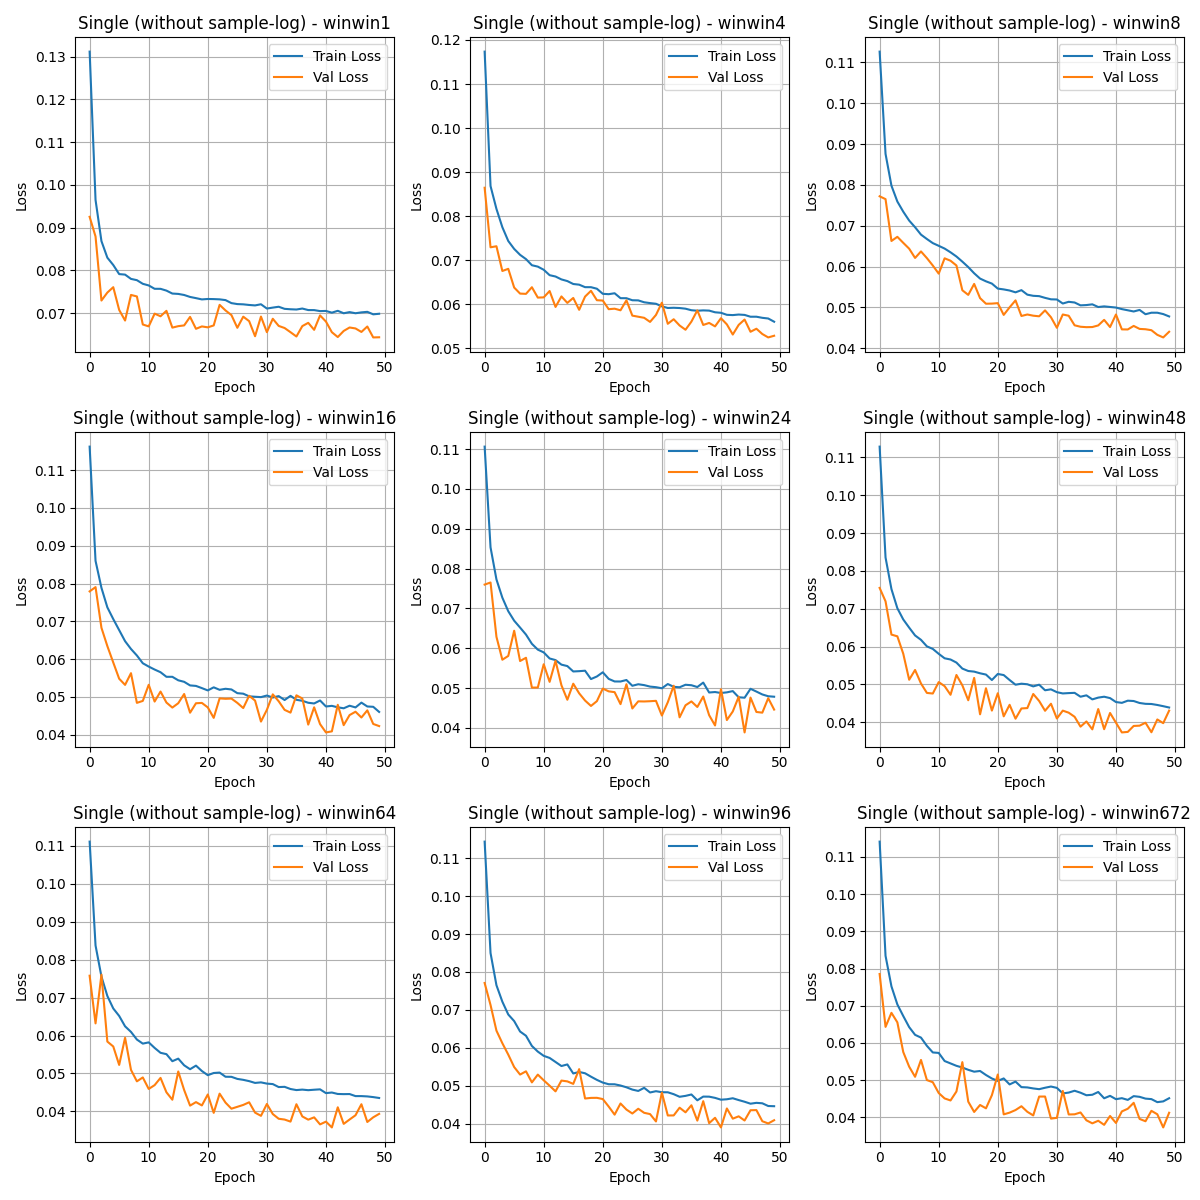 Single (without sample-log) - winwin1
Loss
0.13
0.12
0.11
0.10
0.09
0.08
0.07
0 10 20 30 40 50
Epoch
Train Loss
Val Loss
Single (without sample-log) - winwin4
Loss
0.12
0.11
0.10
0.09
0.08
0.07
0.06
0.05
0 10 20 30 40 50
Epoch
Train Loss
Val Loss
Single (without sample-log) - winwin8
Loss
0.11
0.10
0.09
0.08
0.07
0.06
0.05
0.04
0 10 20 30 40 50
Epoch
Train Loss
Val Loss
Single (without sample-log) - winwin16
Loss
0.11
0.10
0.09
0.08
0.07
0.06
0.05
0.04
0 10 20 30 40 50
Epoch
Train Loss
Val Loss
Single (without sample-log) - winwin24
Loss
0.11
0.10
0.09
0.08
0.07
0.06
0.05
0.04
0 10 20 30 40 50
Epoch
Train Loss
Val Loss
Single (without sample-log) - winwin48
Loss
0.11
0.10
0.09
0.08
0.07
0.06
0.05
0.04
0 10 20 30 40 50
Epoch
Train Loss
Val Loss
Single (without sample-log) - winwin64
Loss
0.11
0.10
0.09
0.08
0.07
0.06
0.05
0.04
0 10 20 30 40 50
Epoch
Train Loss
Val Loss
Single (without sample-log) - winwin96
Loss
0.11
0.10
0.09
0.08
0.07
0.06
0.05
0.04
0 10 20 30 40 50
Epoch
Train Loss
Val Loss
Single (without sample-log) - winwin672
Loss
0.11
0.10
0.09
0.08
0.07
0.06
0.05
0.04
0 10 20 30 40 50
Epoch
Train Loss
Val Loss